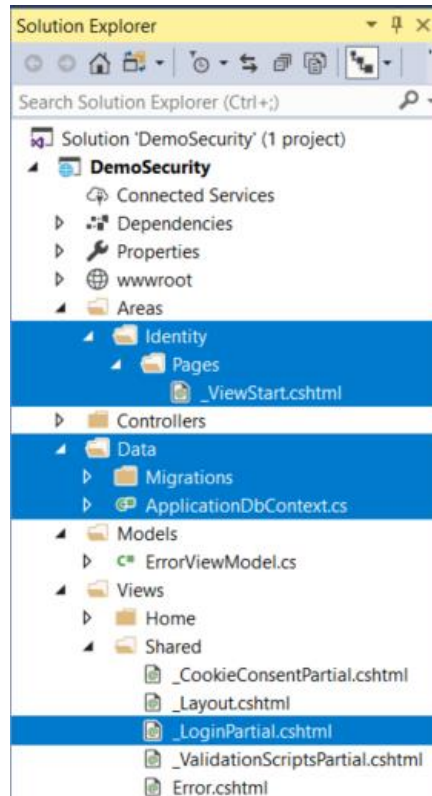 Solution Explorer
Search Solution Explorer (Ctrl+;)
Solution 'DemoSecurity' (1 project)
DemoSecurity
Connected Services
Dependencies
Properties
wwwroot
Areas
Identity
Pages
_ViewStart.cshtml
Controllers
Data
Migrations
ApplicationDbContext.cs
Models
C# ErrorViewModel.cs
Views
Home
Shared
_CookieConsentPartial.cshtml
_Layout.cshtml
_LoginPartial.cshtml
_ValidationScriptsPartial.cshtml
Error.cshtml